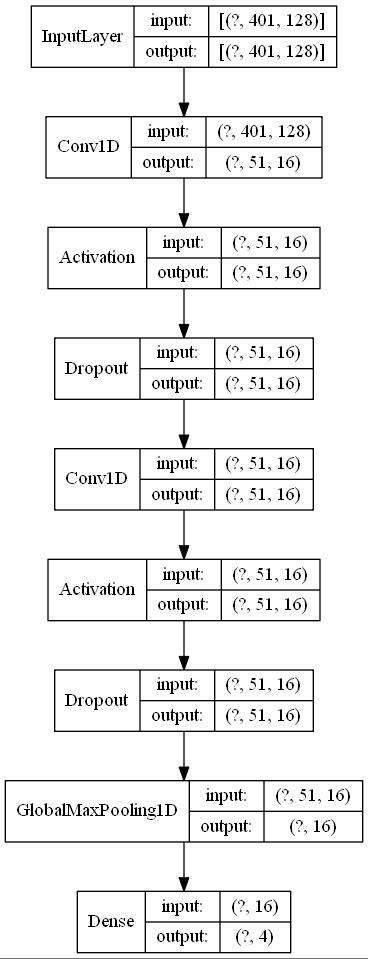 InputLayer
input: [(?, 401, 128)]
output: [(?, 401, 128)]
Conv1D
input: (?, 401, 128)
output: (?, 51, 16)
Activation
input: (?, 51, 16)
output: (?, 51, 16)
Dropout
input: (?, 51, 16)
output: (?, 51, 16)
Conv1D
input: (?, 51, 16)
output: (?, 51, 16)
Activation
input: (?, 51, 16)
output: (?, 51, 16)
Dropout
input: (?, 51, 16)
output: (?, 51, 16)
GlobalMaxPooling1D
input: (?, 51, 16)
output: (?, 16)
Dense
input: (?, 16)
output: (?, 4)